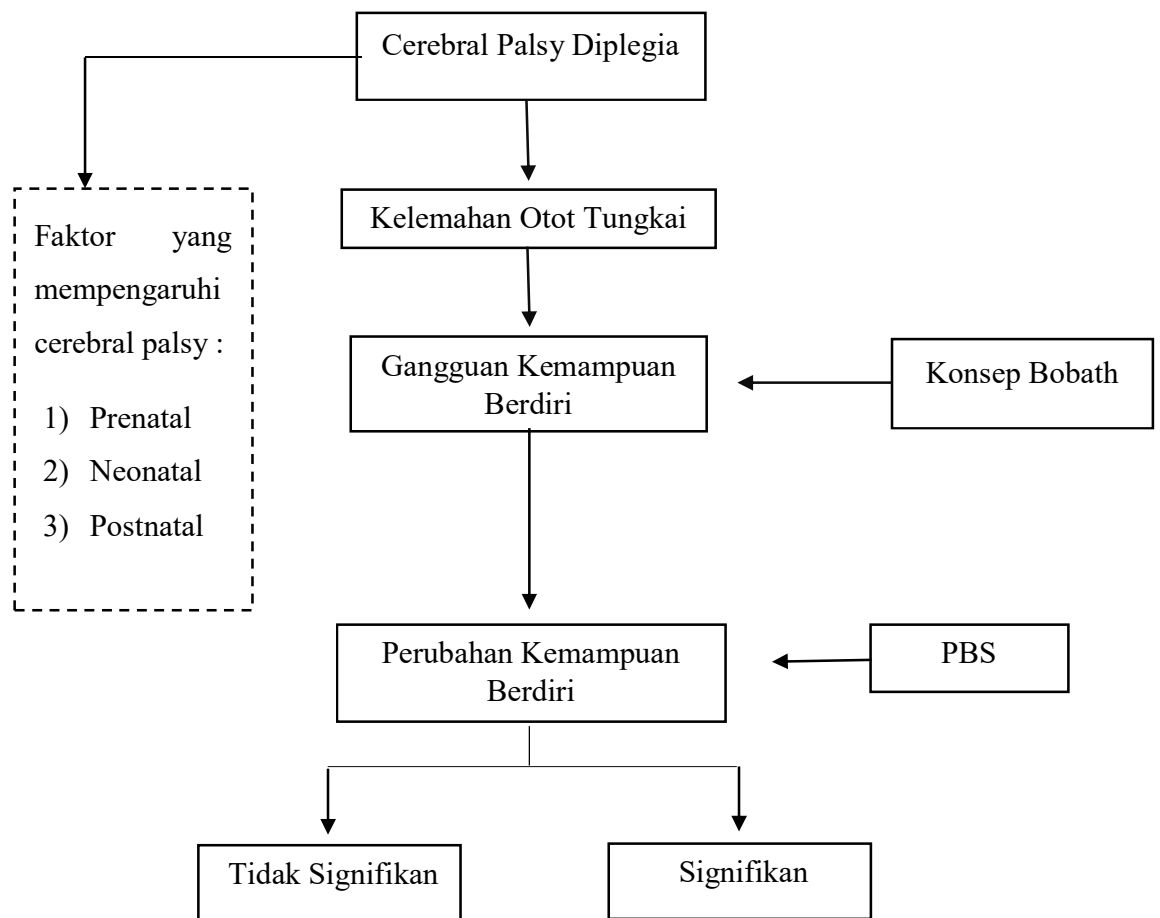 Cerebral Palsy Diplegia
Kelemahan Otot Tungkai
Faktor yang
mempengaruhi
cerebral palsy :
1) Prenatal
2) Neonatal
3) Postnatal
Gangguan Kemampuan
Berdiri
Konsep Bobath
Perubahan Kemampuan
Berdiri
PBS
Tidak Signifikan
Signifikan